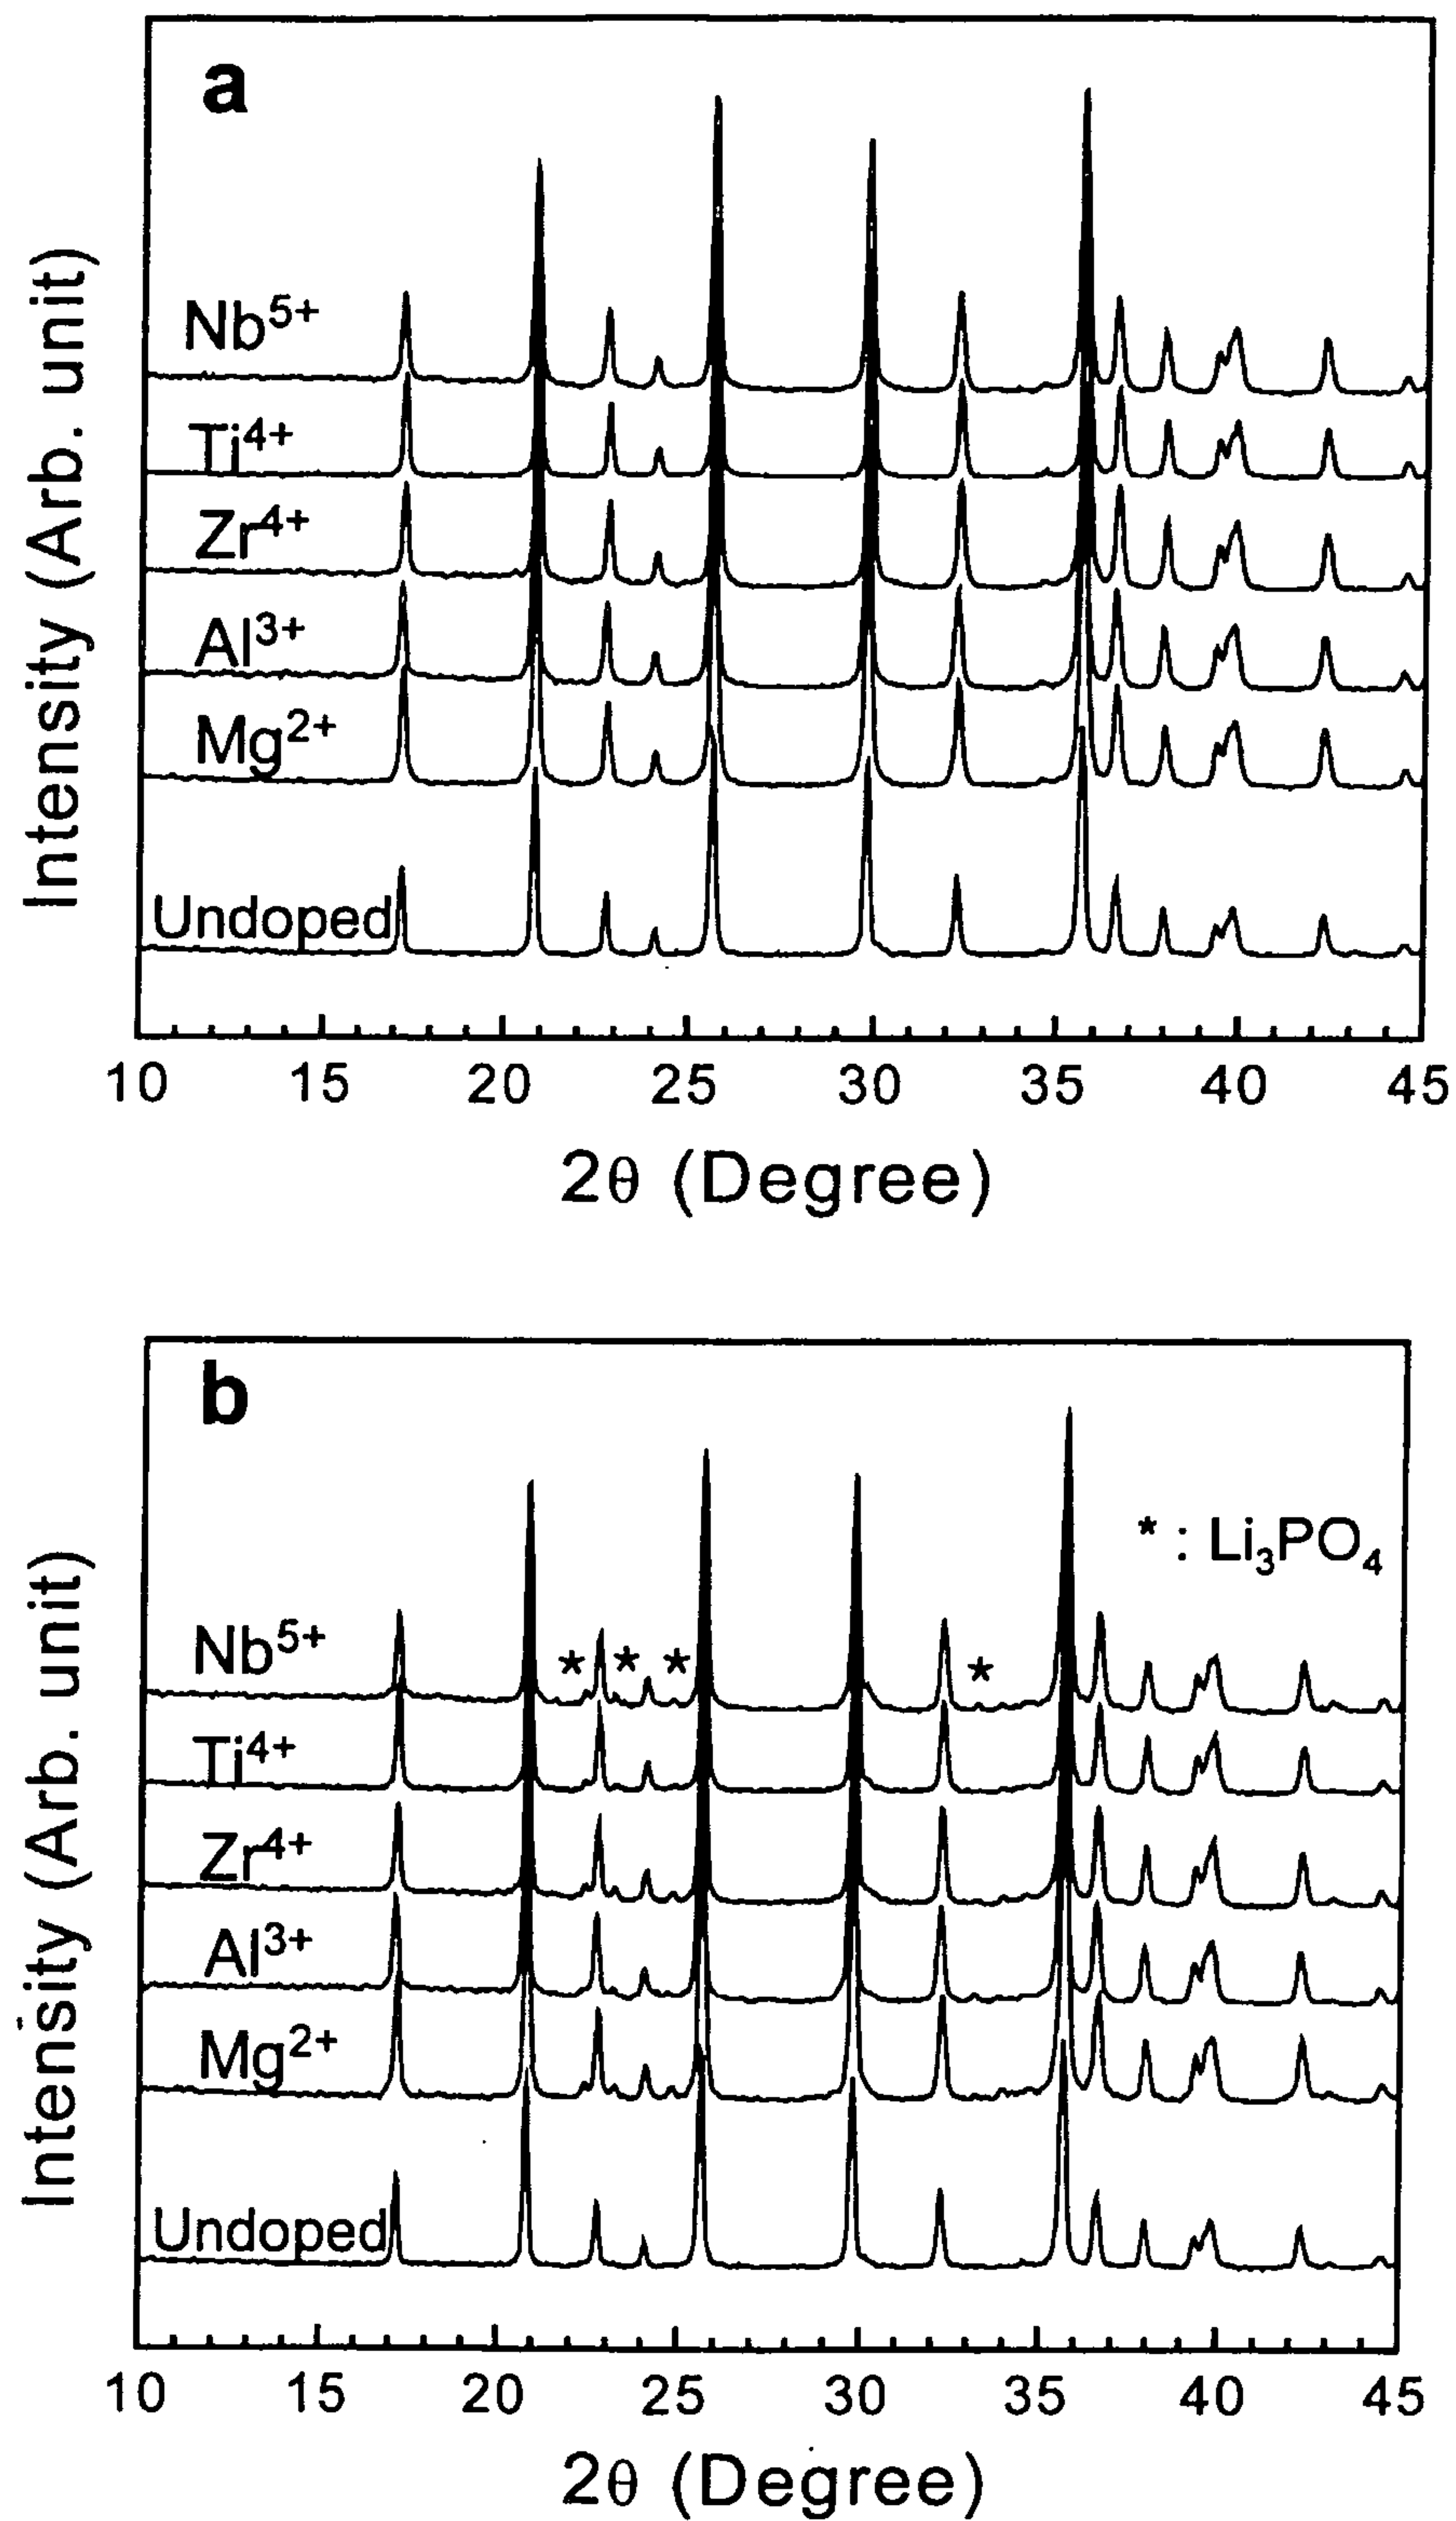 a
Intensity (Arb. unit)
Nb⁵⁺
Ti⁴⁺
Zr⁴⁺
Al³⁺
Mg²⁺
Undoped
10 15 20 25 30 35 40 45
2θ (Degree)
b
Intensity (Arb. unit)
* : Li₃PO₄
Nb⁵⁺
* * * *
Ti⁴⁺
Zr⁴⁺
Al³⁺
Mg²⁺
Undoped
10 15 20 25 30 35 40 45
2θ (Degree)